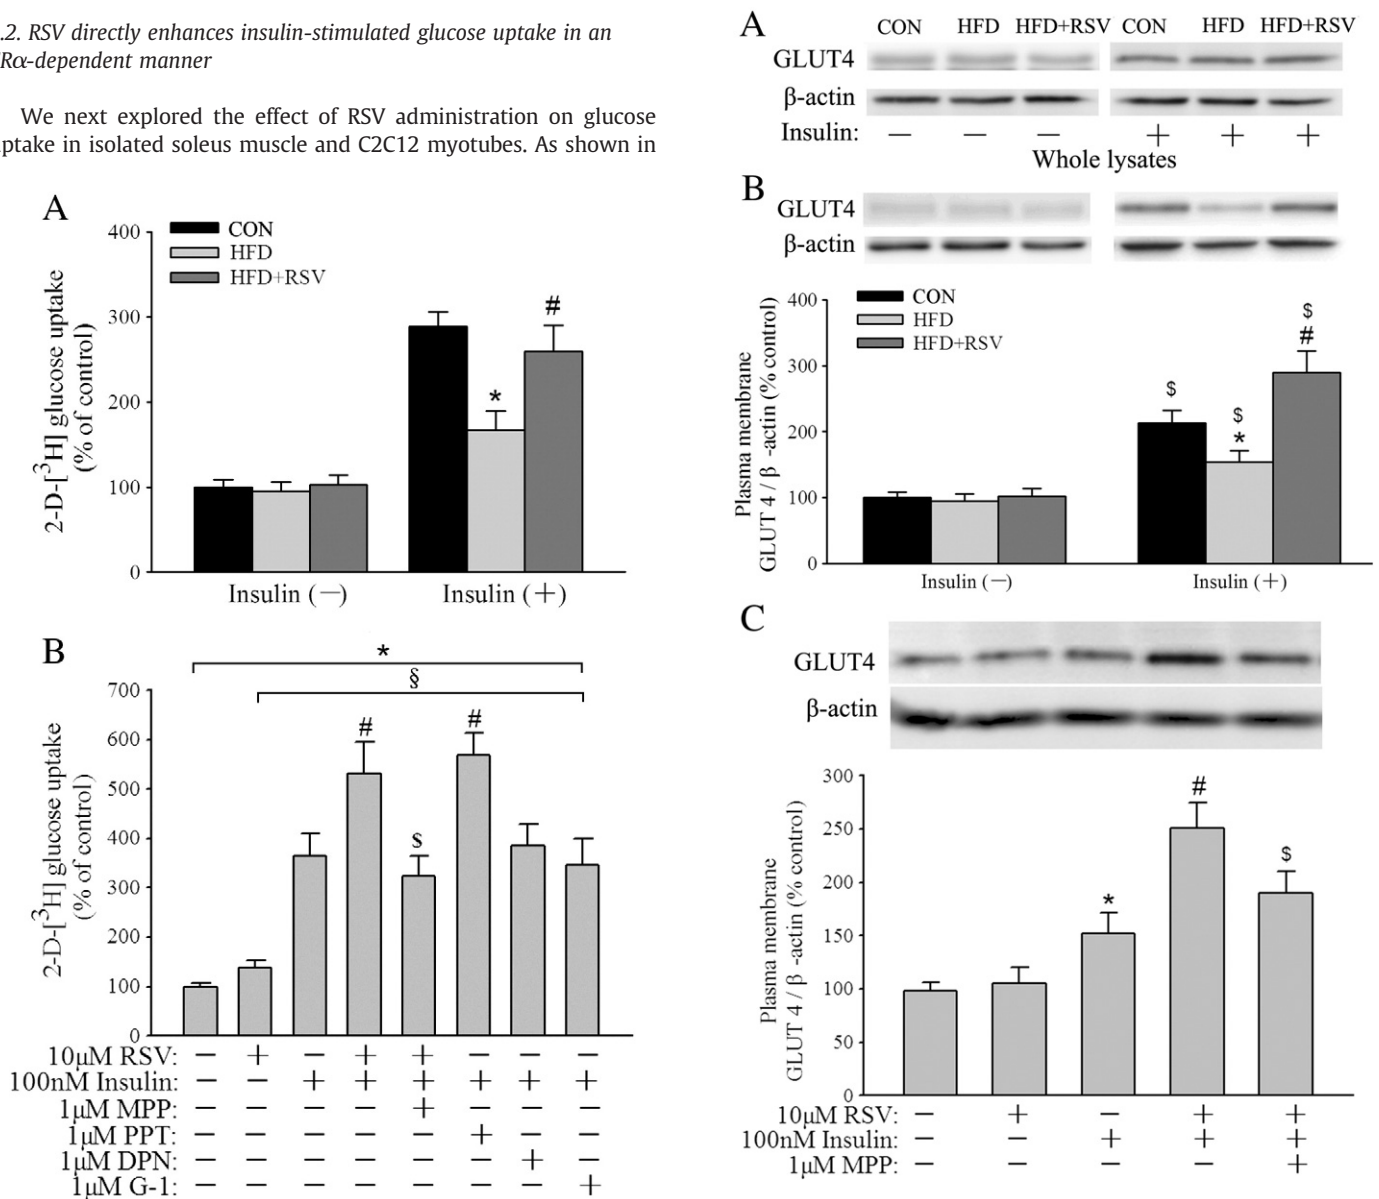 .2. RSV directly enhances insulin-stimulated glucose uptake in an
Rα-dependent manner
We next explored the effect of RSV administration on glucose
ptake in isolated soleus muscle and C2C12 myotubes. As shown in
A
400
300
200
100
0
2-D-[³H] glucose uptake
(% of control)
CON
HFD
HFD+RSV
*
#
Insulin (—) Insulin (+)
B
*
§
700
600
500
400
300
200
100
0
2-D-[³H] glucose uptake
(% of control)
# $ #
10μM RSV: — + — + + — — —
100nM Insulin: — — + + + + + +
1μM MPP: — — — — + — — —
1μM PPT: — — — — — + — —
1μM DPN: — — — — — — + —
1μM G-1: — — — — — — — +
A
CON HFD HFD+RSV CON HFD HFD+RSV
GLUT4
β-actin
Insulin: — — — + + +
Whole lysates
B
GLUT4
β-actin
400
300
200
100
0
Plasma membrane
GLUT 4 / β -actin (% control)
CON
HFD
HFD+RSV
$
$
*
$
#
Insulin (—) Insulin (+)
C
GLUT4
β-actin
300
250
200
150
100
50
0
Plasma membrane
GLUT 4 / β -actin (% control)
* # $
10μM RSV: — + — + +
100nM Insulin: — — + + +
1μM MPP: — — — — +